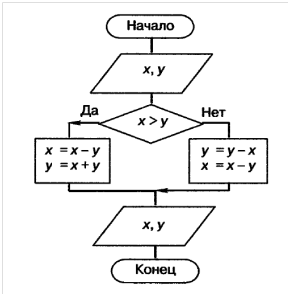 Начало
x, y
Да
x > y
Нет
x = x – y
y = x + y
y = y – x
x = x – y
x, y
Конец